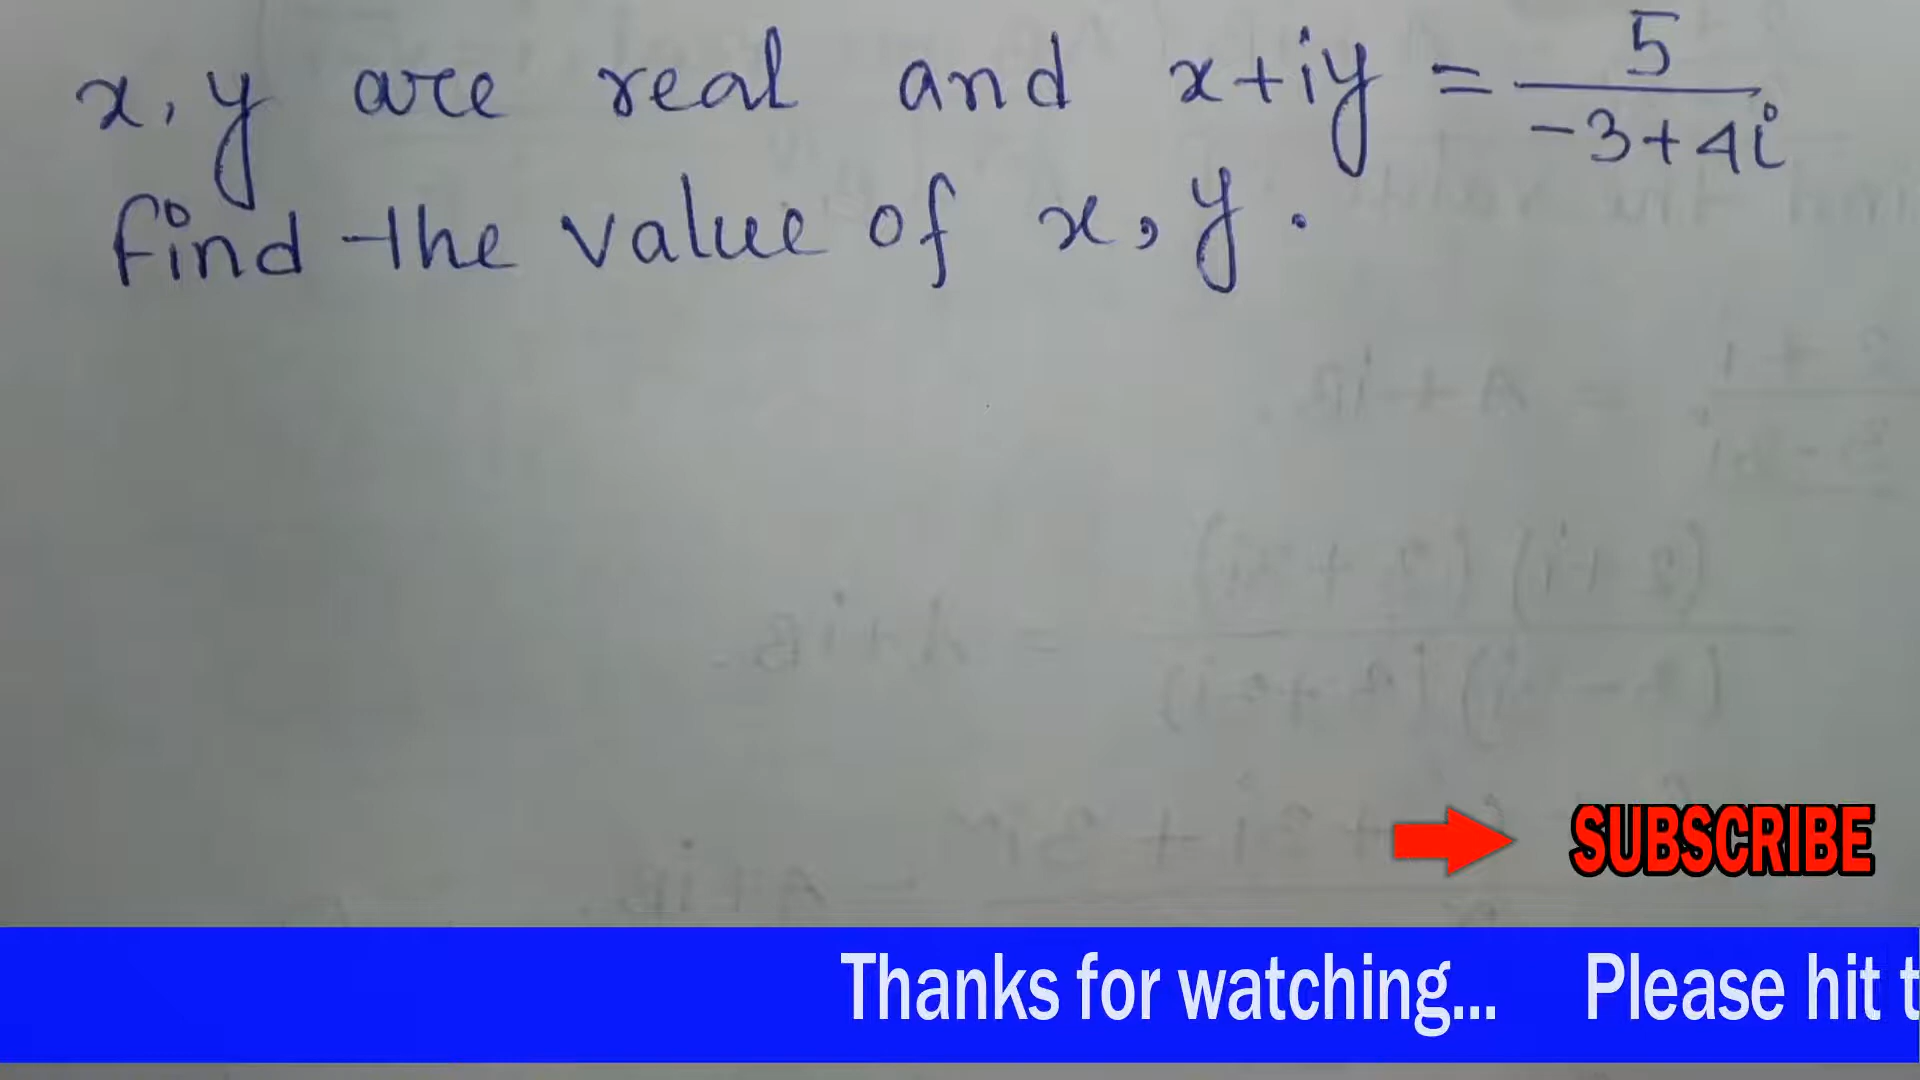 x, y are real and x+iy = 5/(-3+4i)
find the value of x, y.
SUBSCRIBE
Thanks for watching... Please hit t